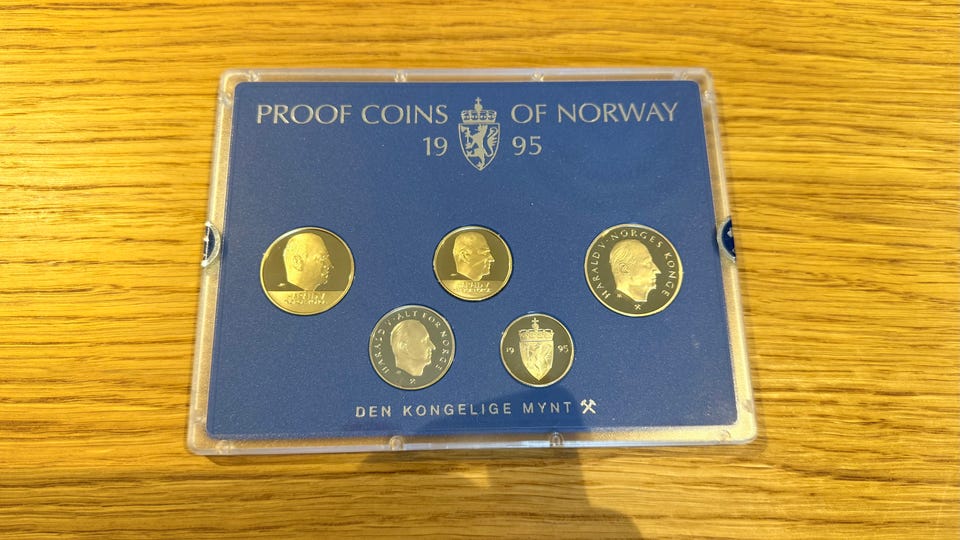 PROOF COINS OF NORWAY
19 95
HARALD V · NORGES KONGE
HARALD V · ALT FOR NORGE
19 95
DEN KONGELIGE MYNT